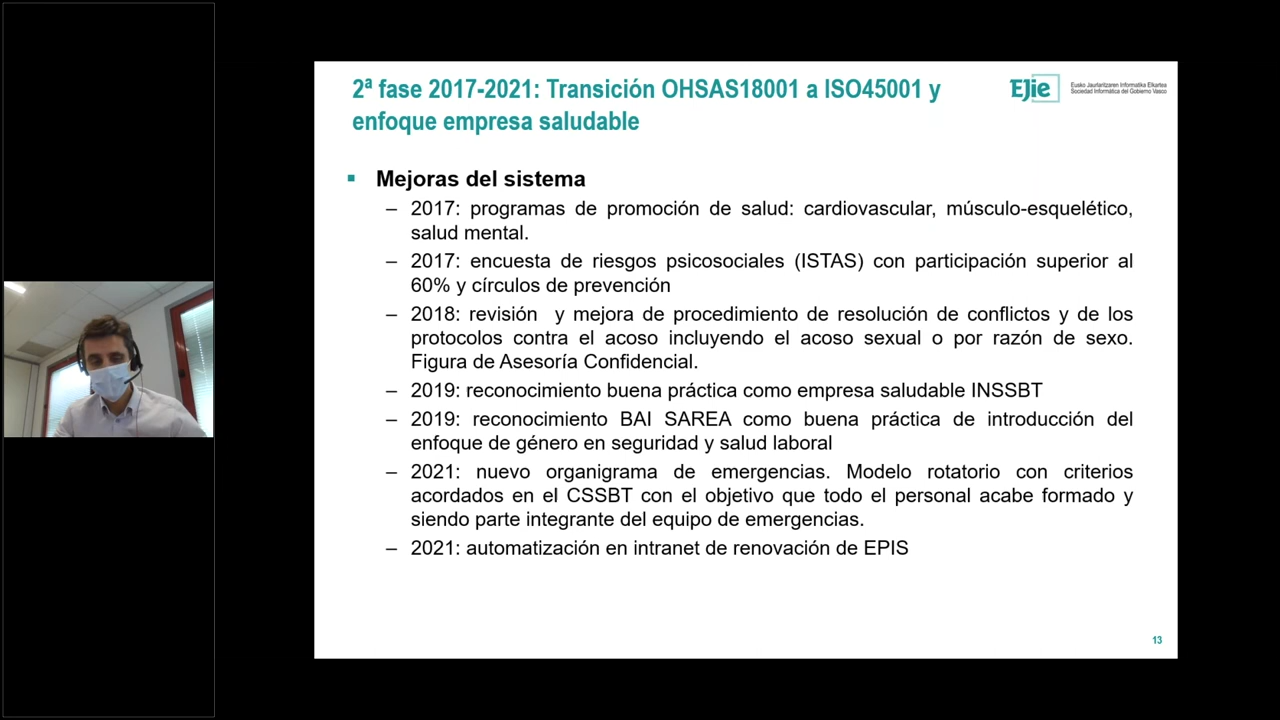 2ª fase 2017-2021: Transición OHSAS18001 a ISO45001 y
enfoque empresa saludable
EJie
Eusko Jaurlaritzaren Informatika Elkartea
Sociedad Informática del Gobierno Vasco
Mejoras del sistema
– 2017: programas de promoción de salud: cardiovascular, músculo-esquelético,
salud mental.
– 2017: encuesta de riesgos psicosociales (ISTAS) con participación superior al
60% y círculos de prevención
– 2018: revisión y mejora de procedimiento de resolución de conflictos y de los
protocolos contra el acoso incluyendo el acoso sexual o por razón de sexo.
Figura de Asesoría Confidencial.
– 2019: reconocimiento buena práctica como empresa saludable INSSBT
– 2019: reconocimiento BAI SAREA como buena práctica de introducción del
enfoque de género en seguridad y salud laboral
– 2021: nuevo organigrama de emergencias. Modelo rotatorio con criterios
acordados en el CSSBT con el objetivo que todo el personal acabe formado y
siendo parte integrante del equipo de emergencias.
– 2021: automatización en intranet de renovación de EPIS
13